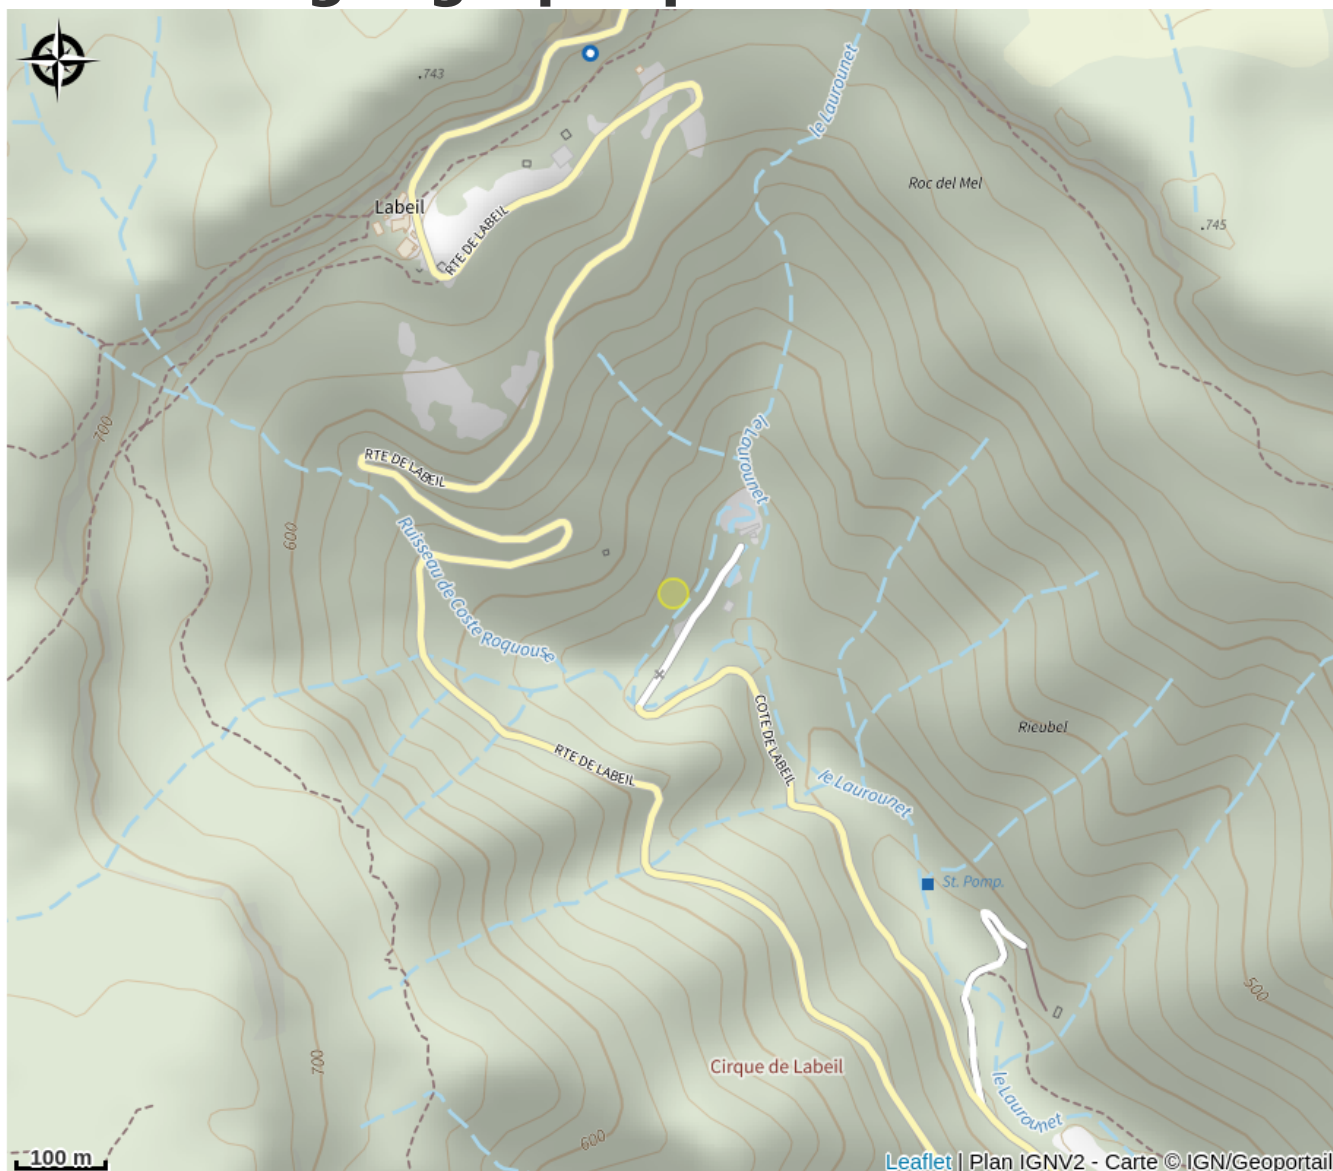 .743
le Laurounet
Roc del Mel
Labeil
.745
RTE DE LABEIL
700
le Laurounet
RTE DE LABEIL
600
Ruisseau de Coste Roquouse
COTE DE LABEIL
Rieubel
RTE DE LABEIL
le Laurounet
St. Pomp.
500
700
Cirque de Labeil
le Laurounet
600
100 m
Leaflet | Plan IGNV2 - Carte © IGN/Geoportail